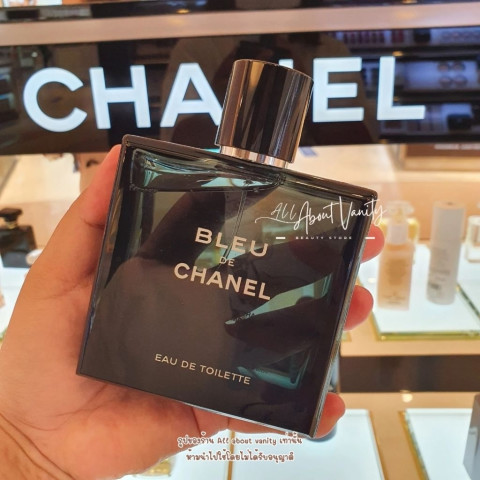 CHANEL
All
About Vanity
BEAUTY STORE
BLEU
DE
CHANEL
EAU DE TOILETTE
รูปของร้าน All about vanity เท่านั้น
ห้ามนำไปใช้โดยไม่ได้รับอนุญาติ